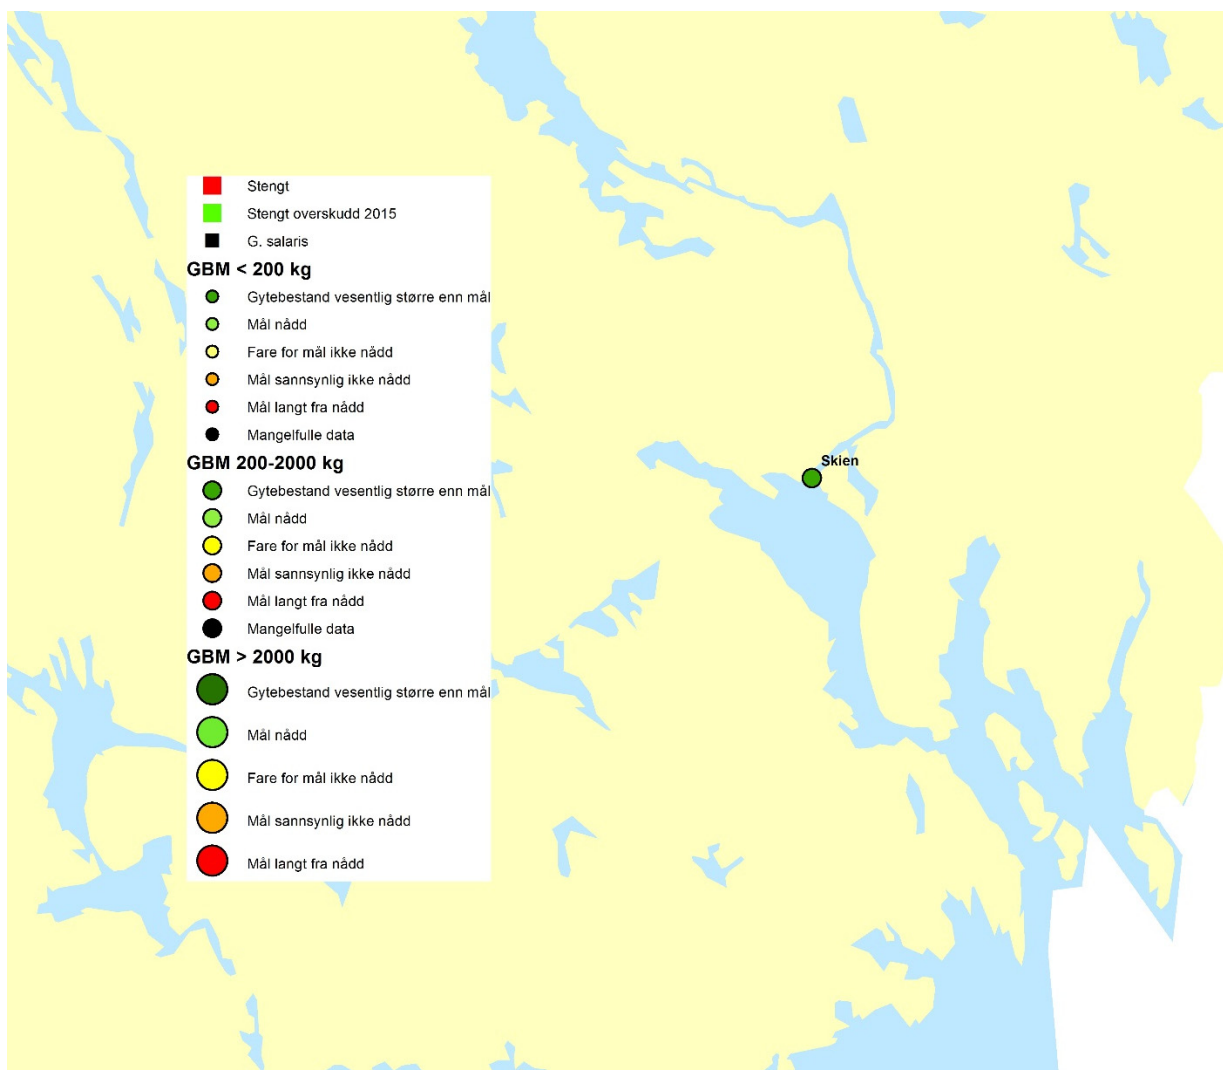 Stengt
Stengt overskudd 2015
G. salaris
GBM < 200 kg
Gytebestand vesentlig større enn mål
Mål nådd
Fare for mål ikke nådd
Mål sannsynlig ikke nådd
Mål langt fra nådd
Mangelfulle data
GBM 200-2000 kg
Gytebestand vesentlig større enn mål
Mål nådd
Fare for mål ikke nådd
Mål sannsynlig ikke nådd
Mål langt fra nådd
Mangelfulle data
GBM > 2000 kg
Gytebestand vesentlig større enn mål
Mål nådd
Fare for mål ikke nådd
Mål sannsynlig ikke nådd
Mål langt fra nådd
Skien